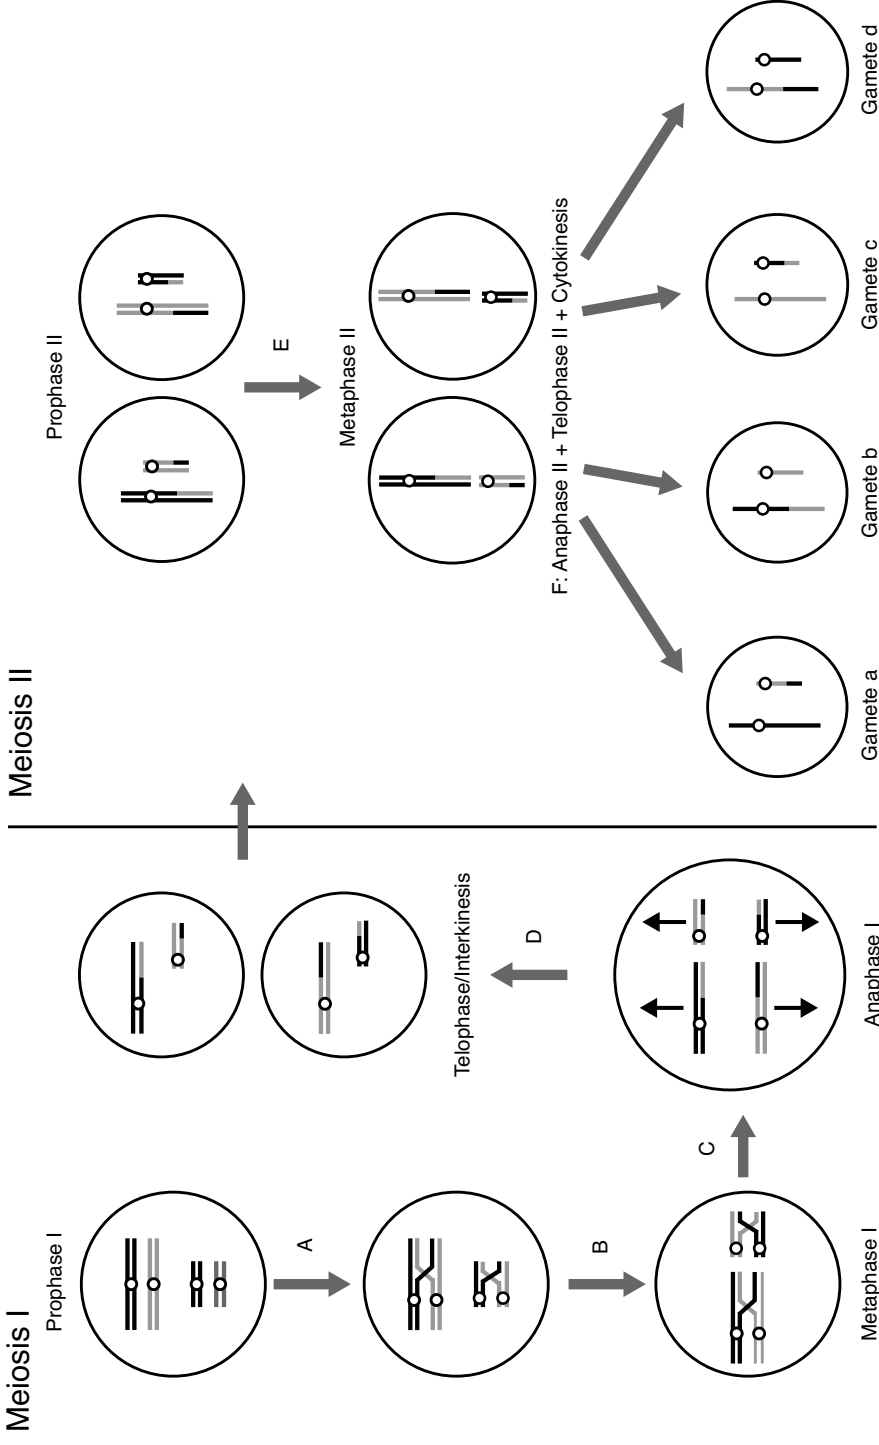 Meiosis I
Prophase I
A
B
Metaphase I
C
Anaphase I
D
Telophase/Interkinesis
Meiosis II
Prophase II
E
Metaphase II
F: Anaphase II + Telophase II + Cytokinesis
Gamete a
Gamete b
Gamete c
Gamete d